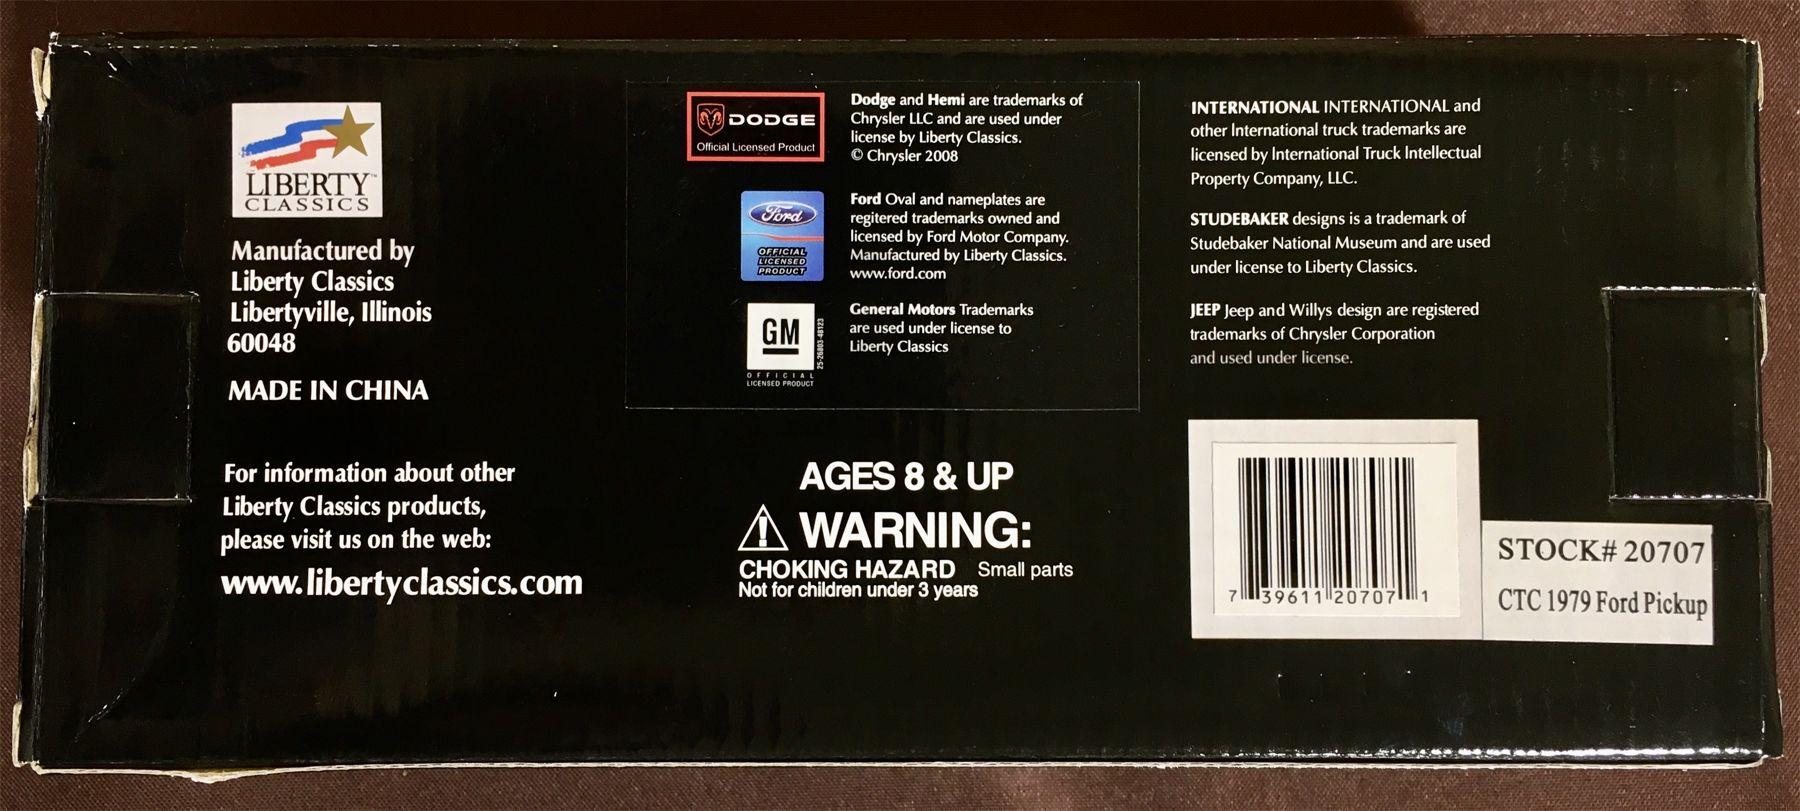 LIBERTY™
CLASSICS
Manufactured by
Liberty Classics
Libertyville, Illinois
60048
MADE IN CHINA
For information about other
Liberty Classics products,
please visit us on the web:
www.libertyclassics.com
DODGE
Official Licensed Product
Dodge and Hemi are trademarks of
Chrysler LLC and are used under
license by Liberty Classics.
© Chrysler 2008
Ford
OFFICIAL
LICENSED
PRODUCT
Ford Oval and nameplates are
regitered trademarks owned and
licensed by Ford Motor Company.
Manufactured by Liberty Classics.
www.ford.com
GM
25-26803-48123
OFFICIAL
LICENSED PRODUCT
General Motors Trademarks
are used under license to
Liberty Classics
AGES 8 & UP
WARNING:
CHOKING HAZARD Small parts
Not for children under 3 years
INTERNATIONAL INTERNATIONAL and
other International truck trademarks are
licensed by International Truck Intellectual
Property Company, LLC.
STUDEBAKER designs is a trademark of
Studebaker National Museum and are used
under license to Liberty Classics.
JEEP Jeep and Willys design are registered
trademarks of Chrysler Corporation
and used under license.
7 39611 20707 1
STOCK# 20707
CTC 1979 Ford Pickup